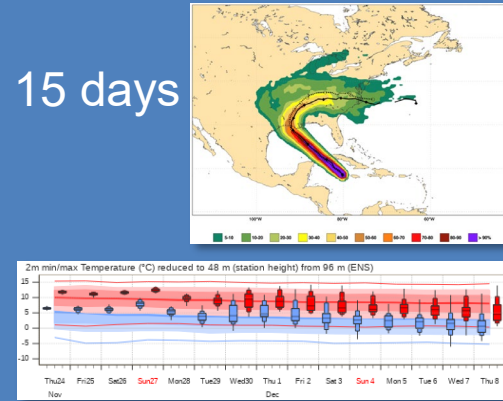 15 days
100°W 80°W 60°W
5-10 10-20 20-30 30-40 40-50 50-60 60-70 70-80 80-90 > 90%
2m min/max Temperature (°C) reduced to 48 m (station height) from 96 m (ENS)
15
10
5
0
-5
-10
Thu24 Fri25 Sat26 Sun27 Mon28 Tue29 Wed30 Thu 1 Fri 2 Sat 3 Sun 4 Mon 5 Tue 6 Wed 7 Thu 8
Nov Dec